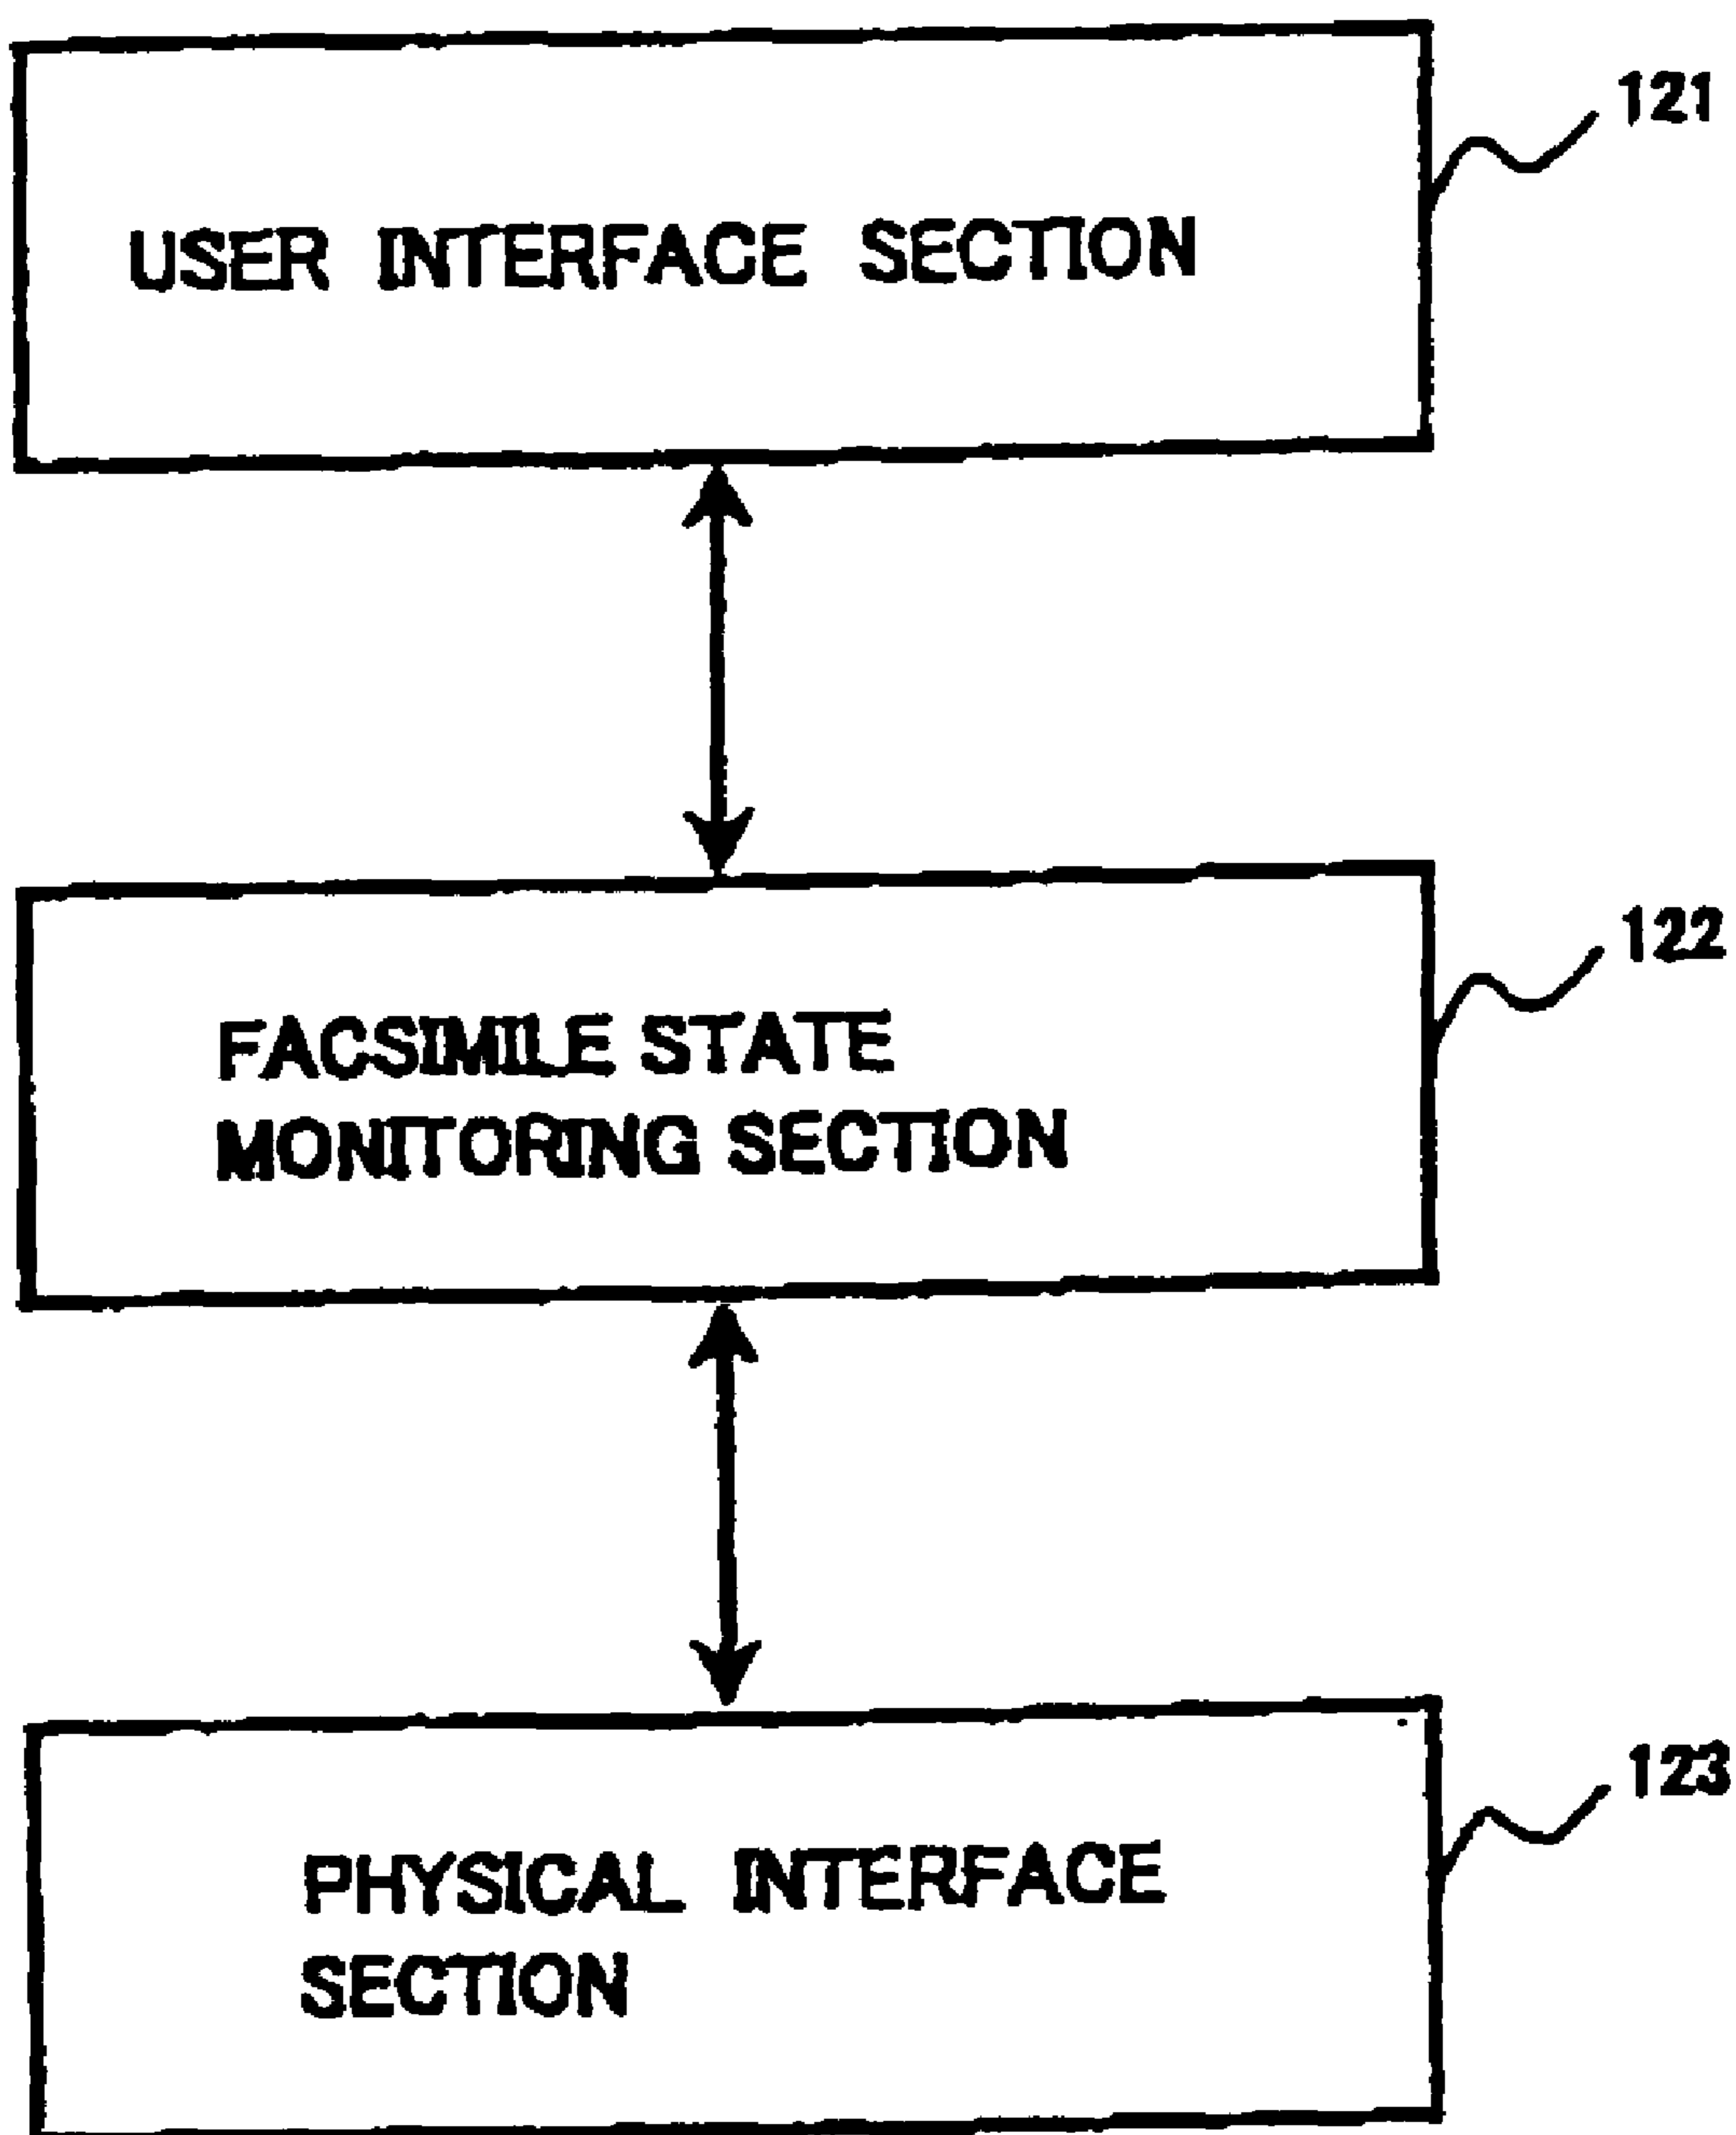 121
USER INTERFACE SECTION
122
FACSIMILE STATE
MONITORING SECTION
123
PHYSICAL INTERFACE
SECTION